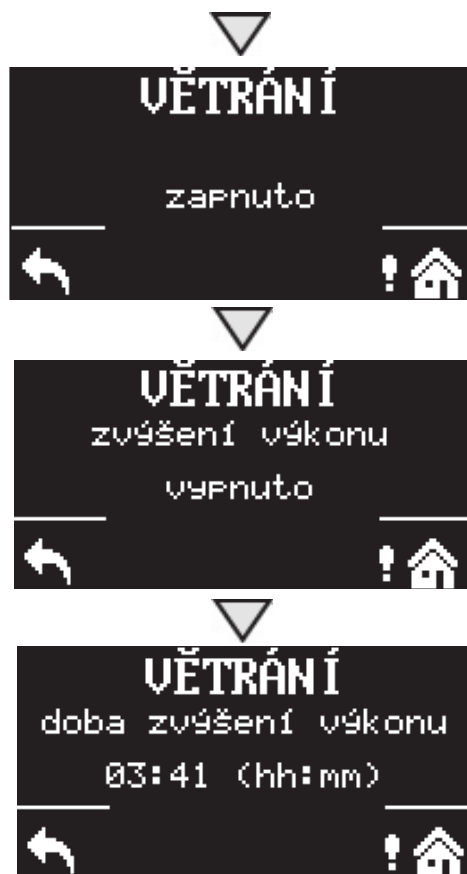 VĚTRÁNÍ
zapnuto
!
VĚTRÁNÍ
zvýšení výkonu
vypnuto
!
VĚTRÁNÍ
doba zvýšení výkonu
03:41 (hh:mm)
!